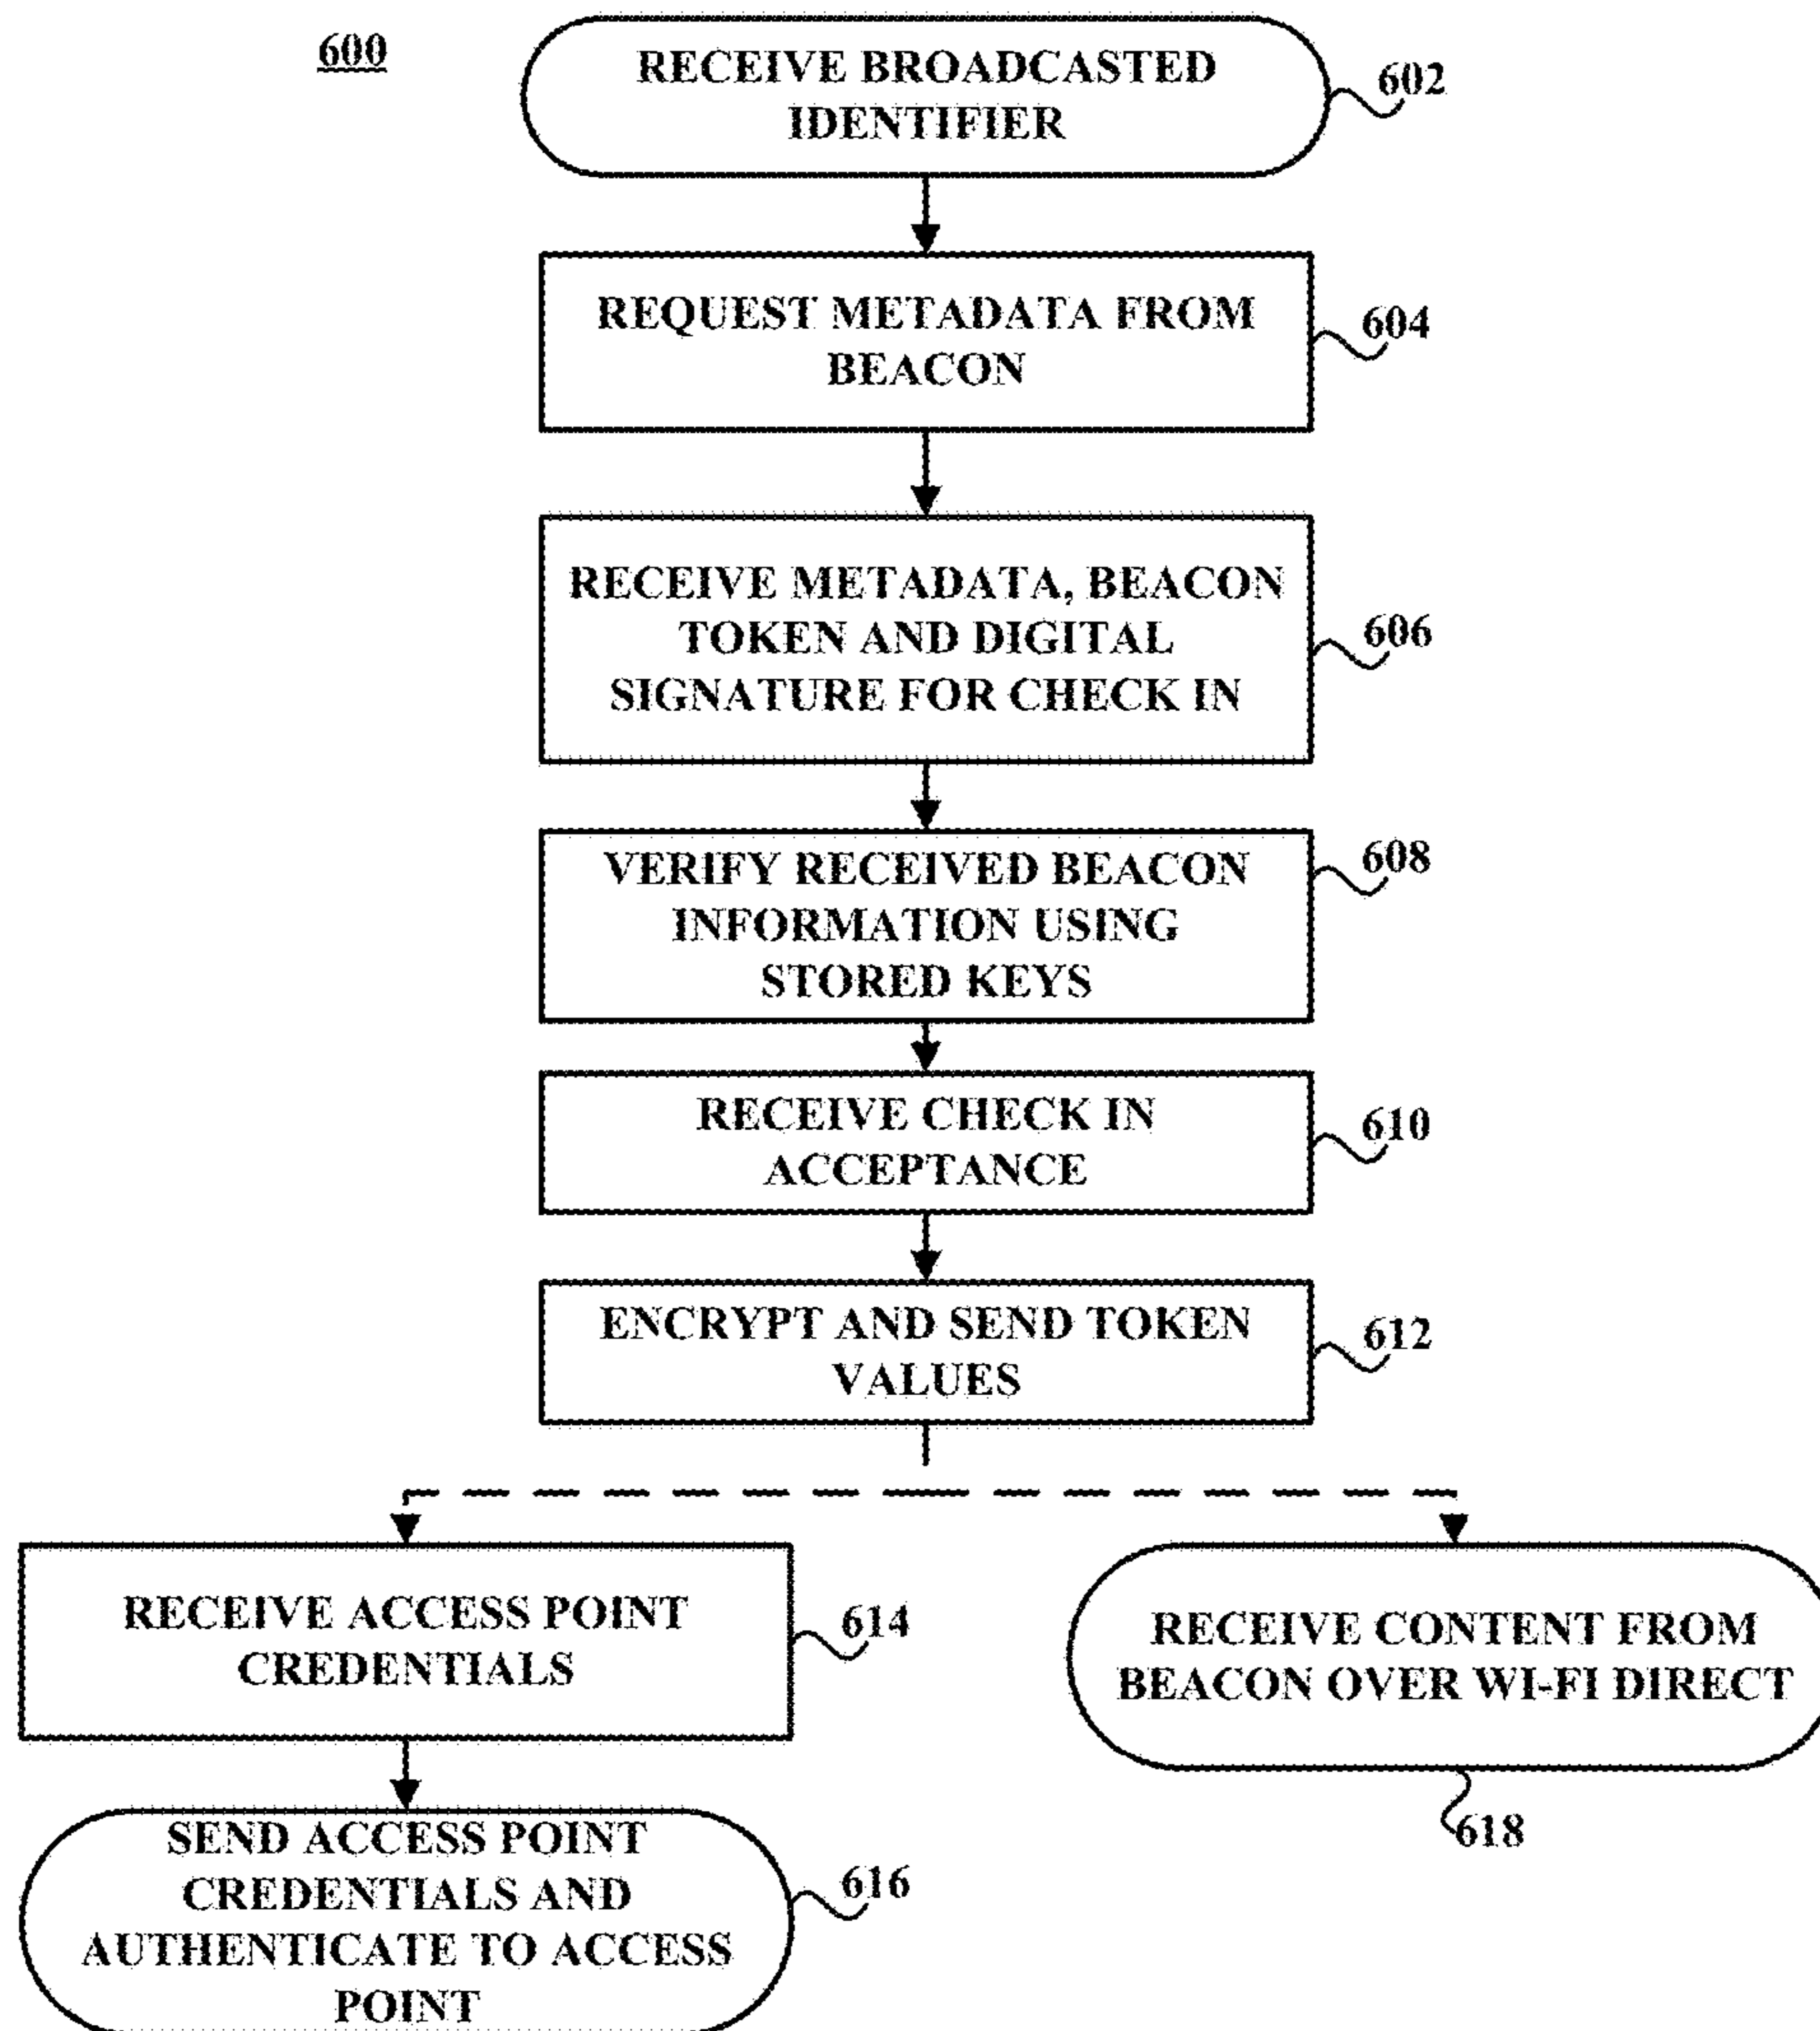 600
RECEIVE BROADCASTED
IDENTIFIER
602
REQUEST METADATA FROM
BEACON
604
RECEIVE METADATA, BEACON
TOKEN AND DIGITAL
SIGNATURE FOR CHECK IN
606
VERIFY RECEIVED BEACON
INFORMATION USING
STORED KEYS
608
RECEIVE CHECK IN
ACCEPTANCE
610
ENCRYPT AND SEND TOKEN
VALUES
612
RECEIVE ACCESS POINT
CREDENTIALS
614
RECEIVE CONTENT FROM
BEACON OVER WI-FI DIRECT
618
SEND ACCESS POINT
CREDENTIALS AND
AUTHENTICATE TO ACCESS
POINT
616